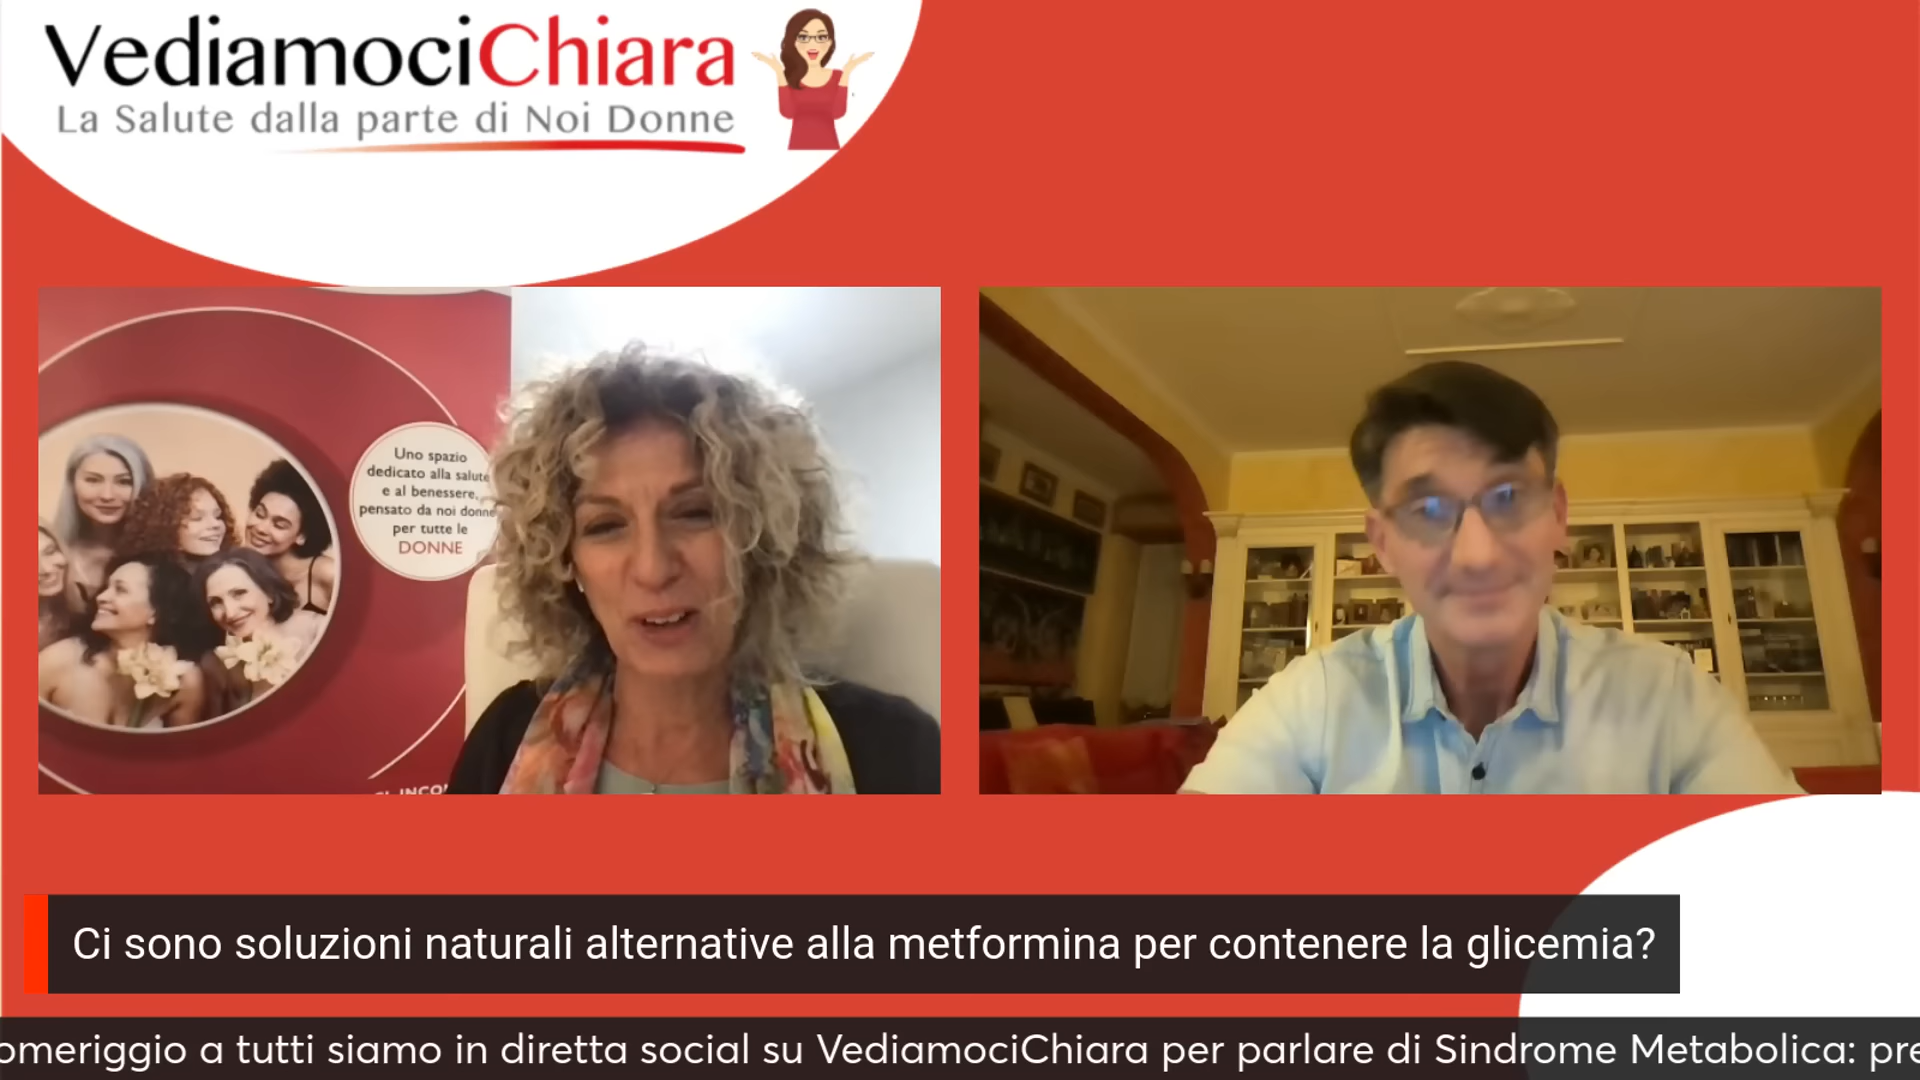 VediamociChiara
La Salute dalla parte di Noi Donne
Uno spazio
dedicato alla salute
e al benessere,
pensato da noi donne
per tutte le
DONNE
Ci sono soluzioni naturali alternative alla metformina per contenere la glicemia?
omeriggio a tutti siamo in diretta social su VediamociChiara per parlare di Sindrome Metabolica: pre